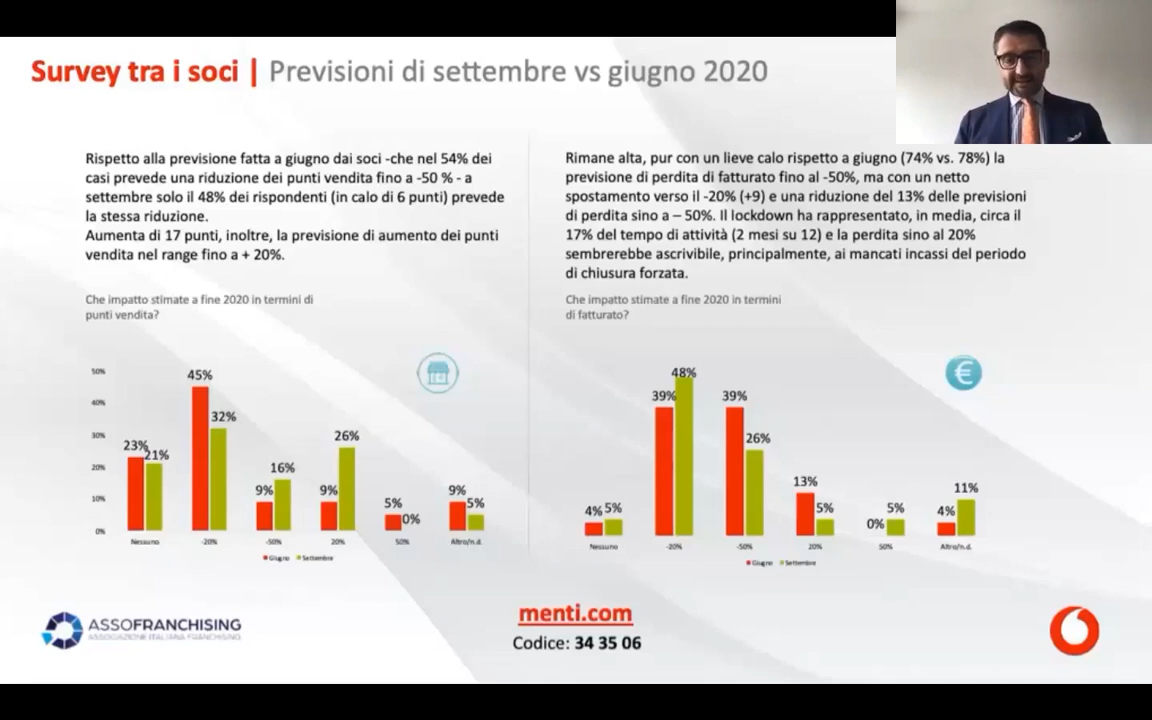 Survey tra i soci | Previsioni di settembre vs giugno 2020
Rispetto alla previsione fatta a giugno dai soci -che nel 54% dei
casi prevede una riduzione dei punti vendita fino a -50 % - a
settembre solo il 48% dei rispondenti (in calo di 6 punti) prevede
la stessa riduzione.
Aumenta di 17 punti, inoltre, la previsione di aumento dei punti
vendita nel range fino a + 20%.
Che impatto stimate a fine 2020 in termini di
punti vendita?
50%
40%
30%
20%
10%
0%
23%
21%
45%
32%
9%
16%
9%
26%
5%
0%
9%
5%
Nessuno
-20%
-50%
20%
50%
Altro/n.d.
Giugno
Settembre
Rimane alta, pur con un lieve calo rispetto a giugno (74% vs. 78%) la
previsione di perdita di fatturato fino al -50%, ma con un netto
spostamento verso il -20% (+9) e una riduzione del 13% delle previsioni
di perdita sino a – 50%. Il lockdown ha rappresentato, in media, circa il
17% del tempo di attività (2 mesi su 12) e la perdita sino al 20%
sembrerebbe ascrivibile, principalmente, ai mancati incassi del periodo
di chiusura forzata.
Che impatto stimate a fine 2020 in termini
di fatturato?
4%
5%
39%
48%
39%
26%
13%
5%
0%
5%
4%
11%
Nessuno
-20%
-50%
20%
50%
Altro/n.d.
Giugno
Settembre
ASSOFRANCHISING
ASSOCIAZIONE ITALIANA FRANCHISING
menti.com
Codice: 34 35 06